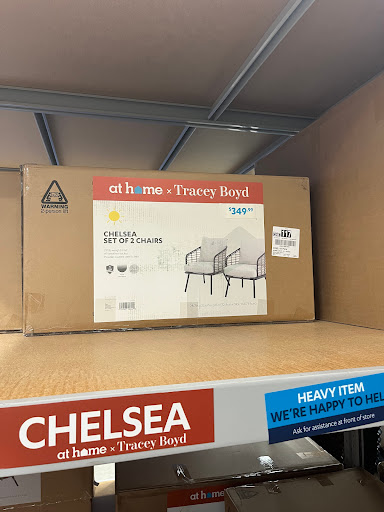 at home × Tracey Boyd
$349.99
CHELSEA
SET OF 2 CHAIRS
WARNING
2 person lift
CHELSEA
at home × Tracey Boyd
HEAVY ITEM
WE'RE HAPPY TO HEL
Ask for assistance at front of store
at home